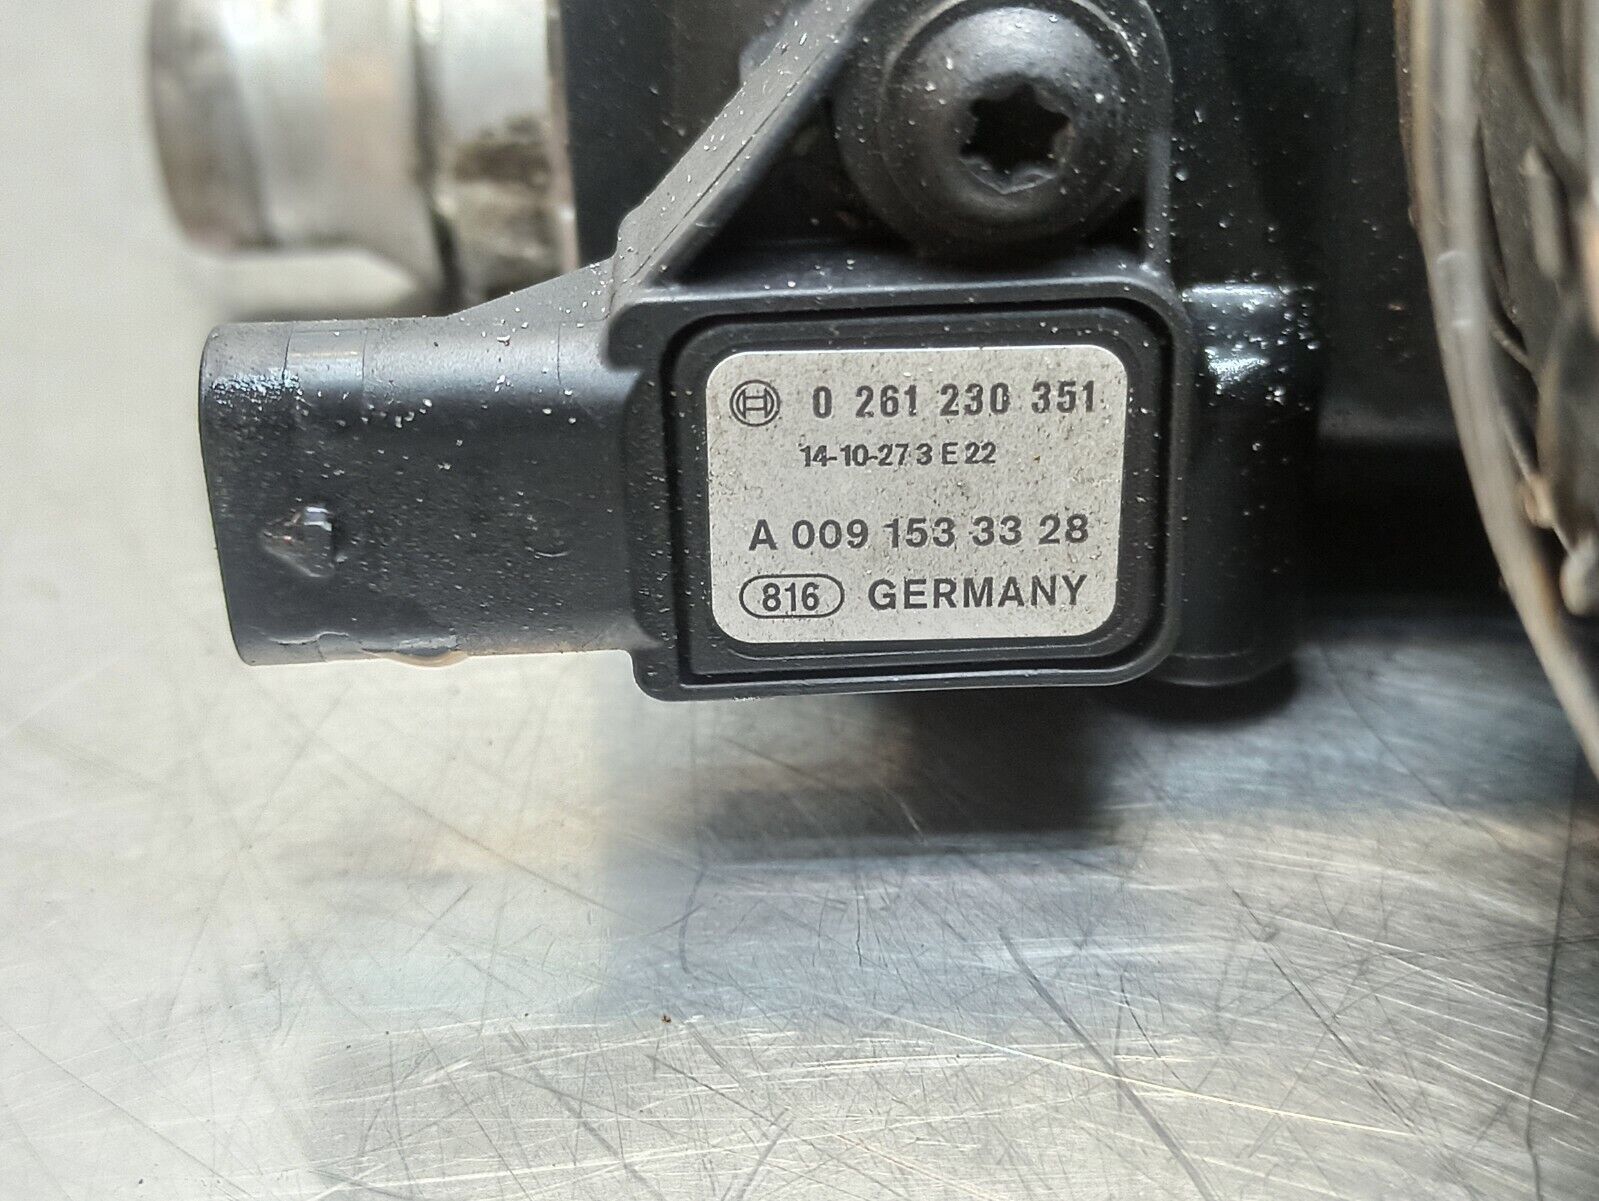 0 261 230 351
14-10-27 3 E 22
A 009 153 33 28
816 GERMANY